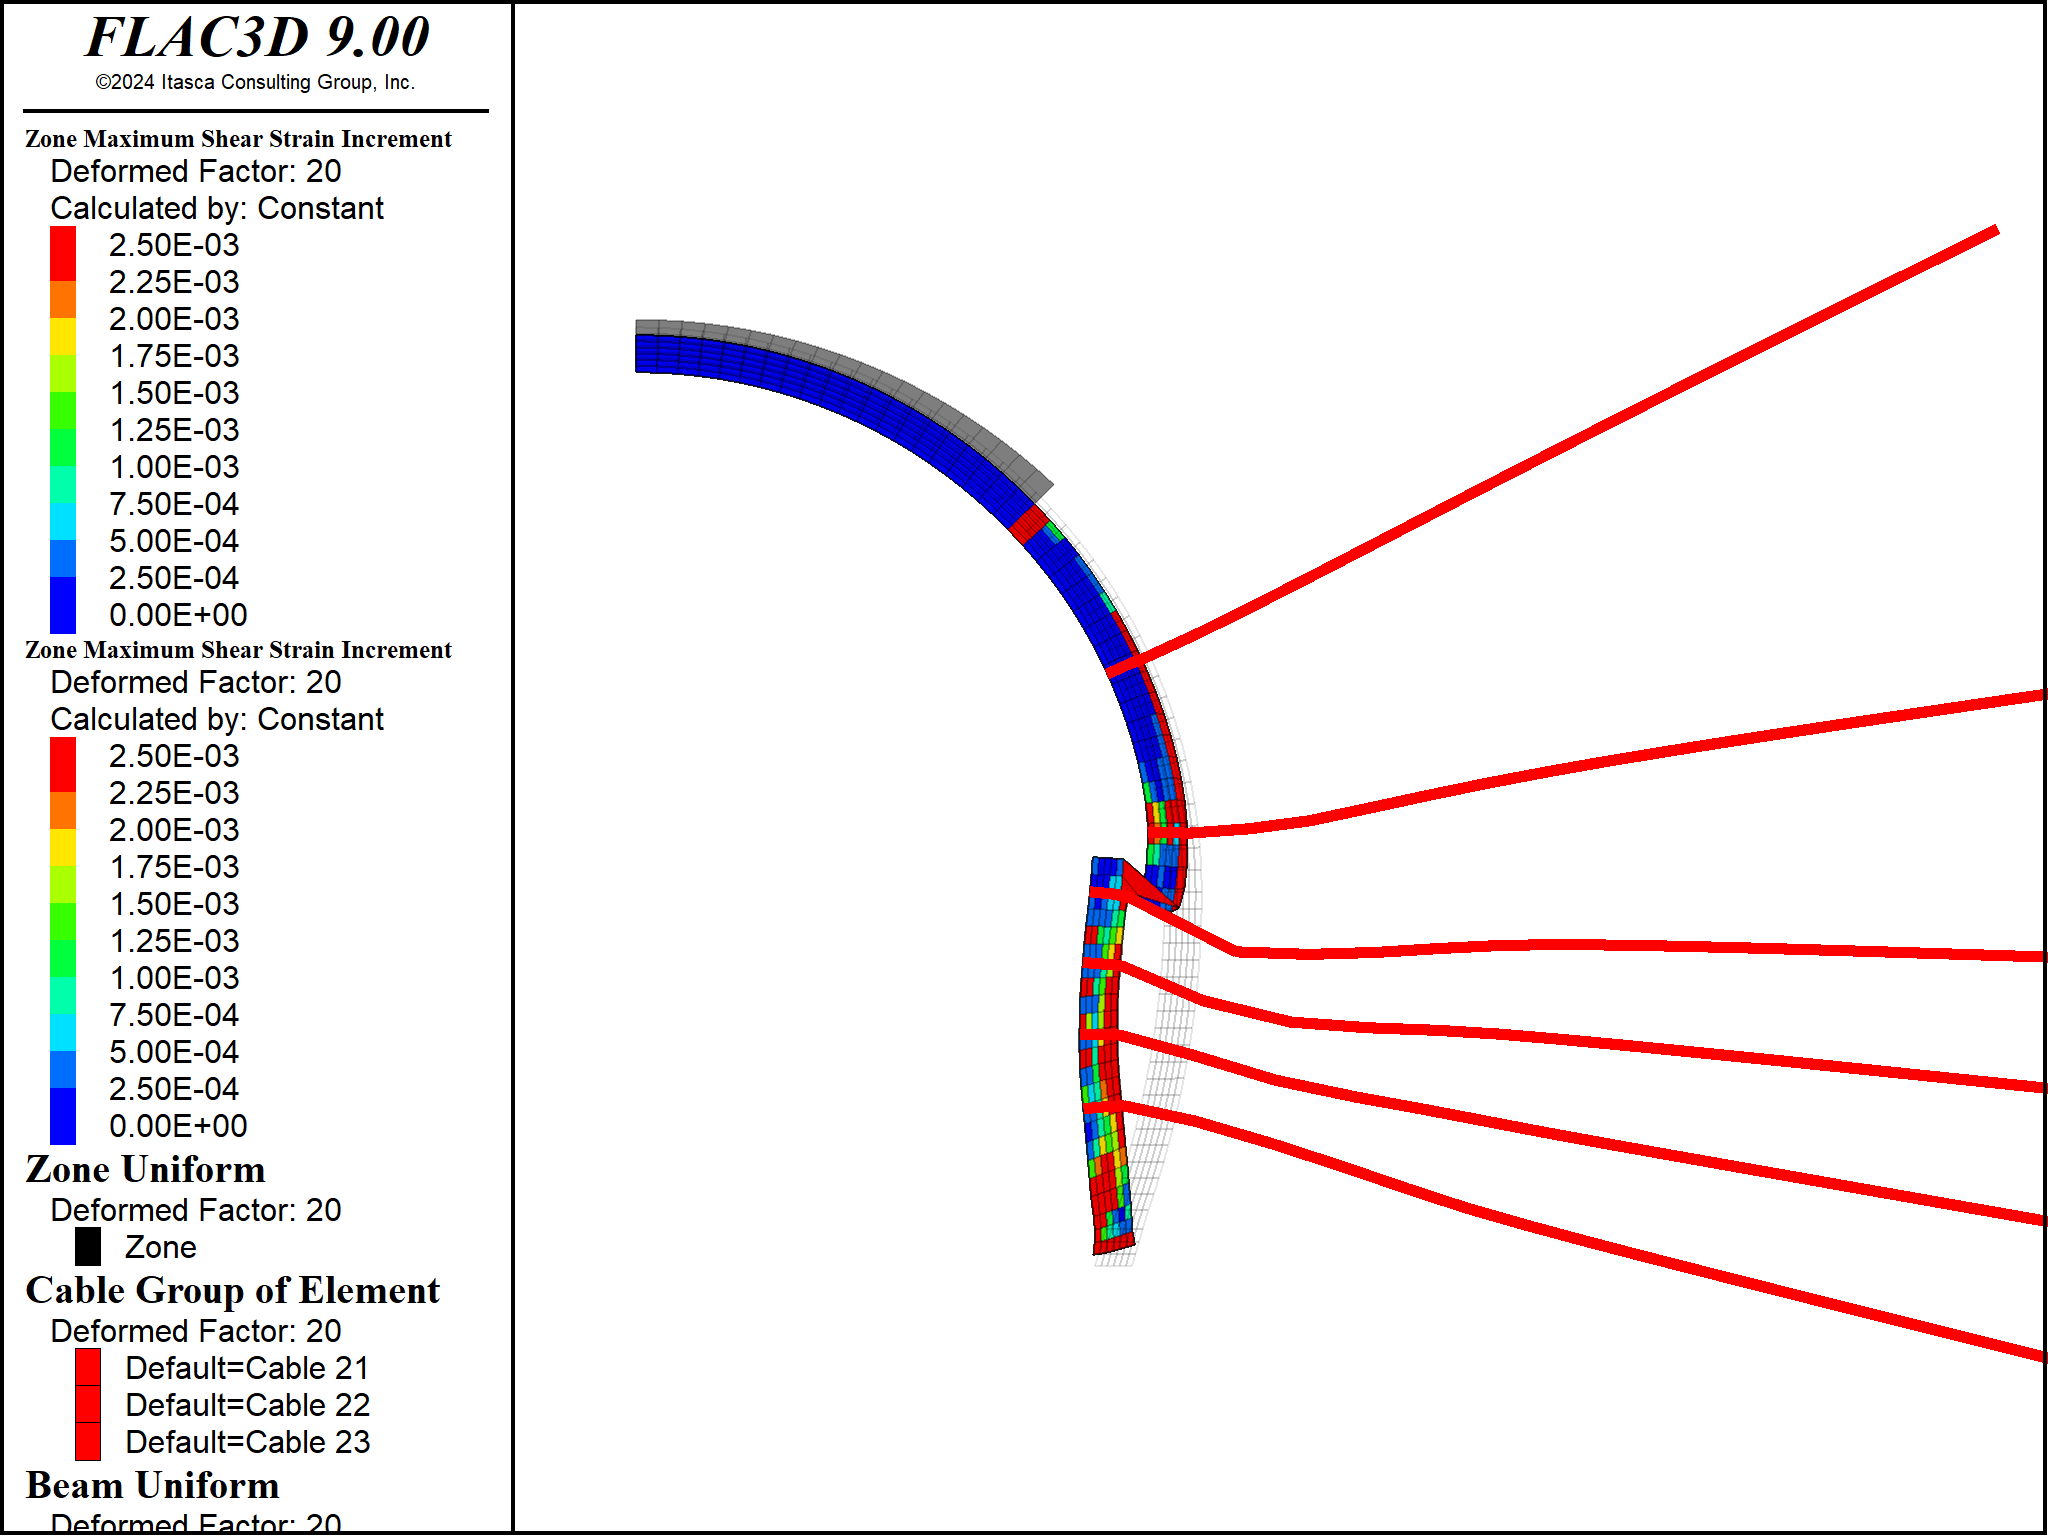 FLAC3D 9.00
©2024 Itasca Consulting Group, Inc.
Zone Maximum Shear Strain Increment
Deformed Factor: 20
Calculated by: Constant
2.50E-03
2.25E-03
2.00E-03
1.75E-03
1.50E-03
1.25E-03
1.00E-03
7.50E-04
5.00E-04
2.50E-04
0.00E+00
Zone Maximum Shear Strain Increment
Deformed Factor: 20
Calculated by: Constant
2.50E-03
2.25E-03
2.00E-03
1.75E-03
1.50E-03
1.25E-03
1.00E-03
7.50E-04
5.00E-04
2.50E-04
0.00E+00
Zone Uniform
Deformed Factor: 20
Zone
Cable Group of Element
Deformed Factor: 20
Default=Cable 21
Default=Cable 22
Default=Cable 23
Beam Uniform
Deformed Factor: 20